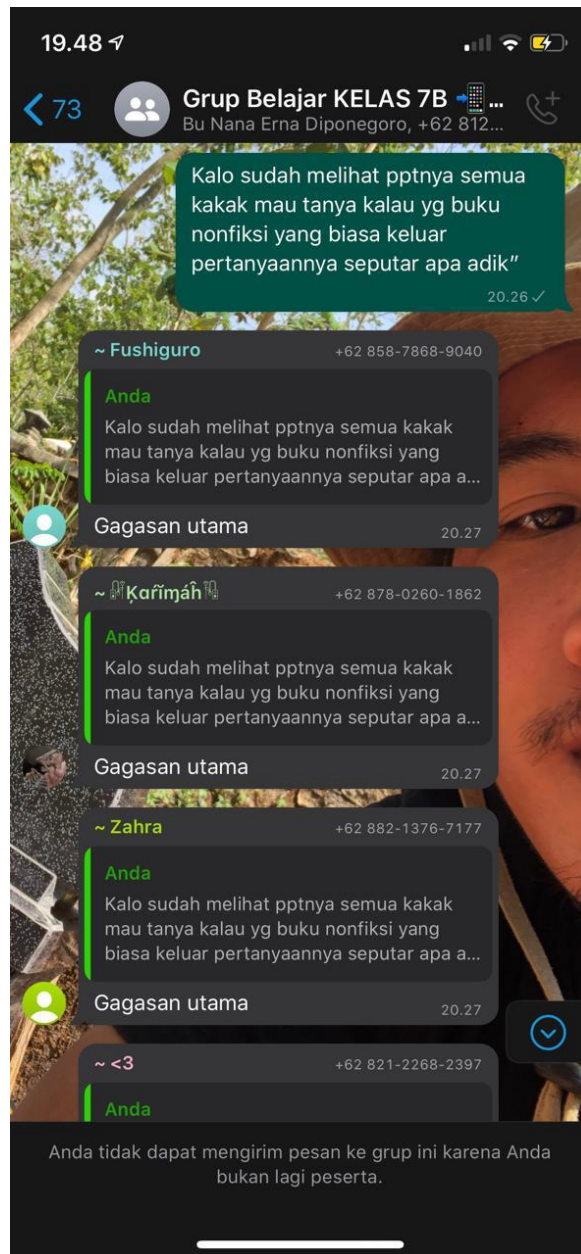 19.48
73
Grup Belajar KELAS 7B 📲...
Bu Nana Erna Diponegoro, +62 812...
Kalo sudah melihat pptnya semua
kakak mau tanya kalau yg buku
nonfiksi yang biasa keluar
pertanyaannya seputar apa adik”
20.26
~ Fushiguro +62 858-7868-9040
Anda
Kalo sudah melihat pptnya semua kakak
mau tanya kalau yg buku nonfiksi yang
biasa keluar pertanyaannya seputar apa a...
Gagasan utama 20.27
+62 878-0260-1862
Anda
Kalo sudah melihat pptnya semua kakak
mau tanya kalau yg buku nonfiksi yang
biasa keluar pertanyaannya seputar apa a...
Gagasan utama 20.27
~ Zahra +62 882-1376-7177
Anda
Kalo sudah melihat pptnya semua kakak
mau tanya kalau yg buku nonfiksi yang
biasa keluar pertanyaannya seputar apa a...
Gagasan utama 20.27
~ <3 +62 821-2268-2397
Anda
Anda tidak dapat mengirim pesan ke grup ini karena Anda
bukan lagi peserta.